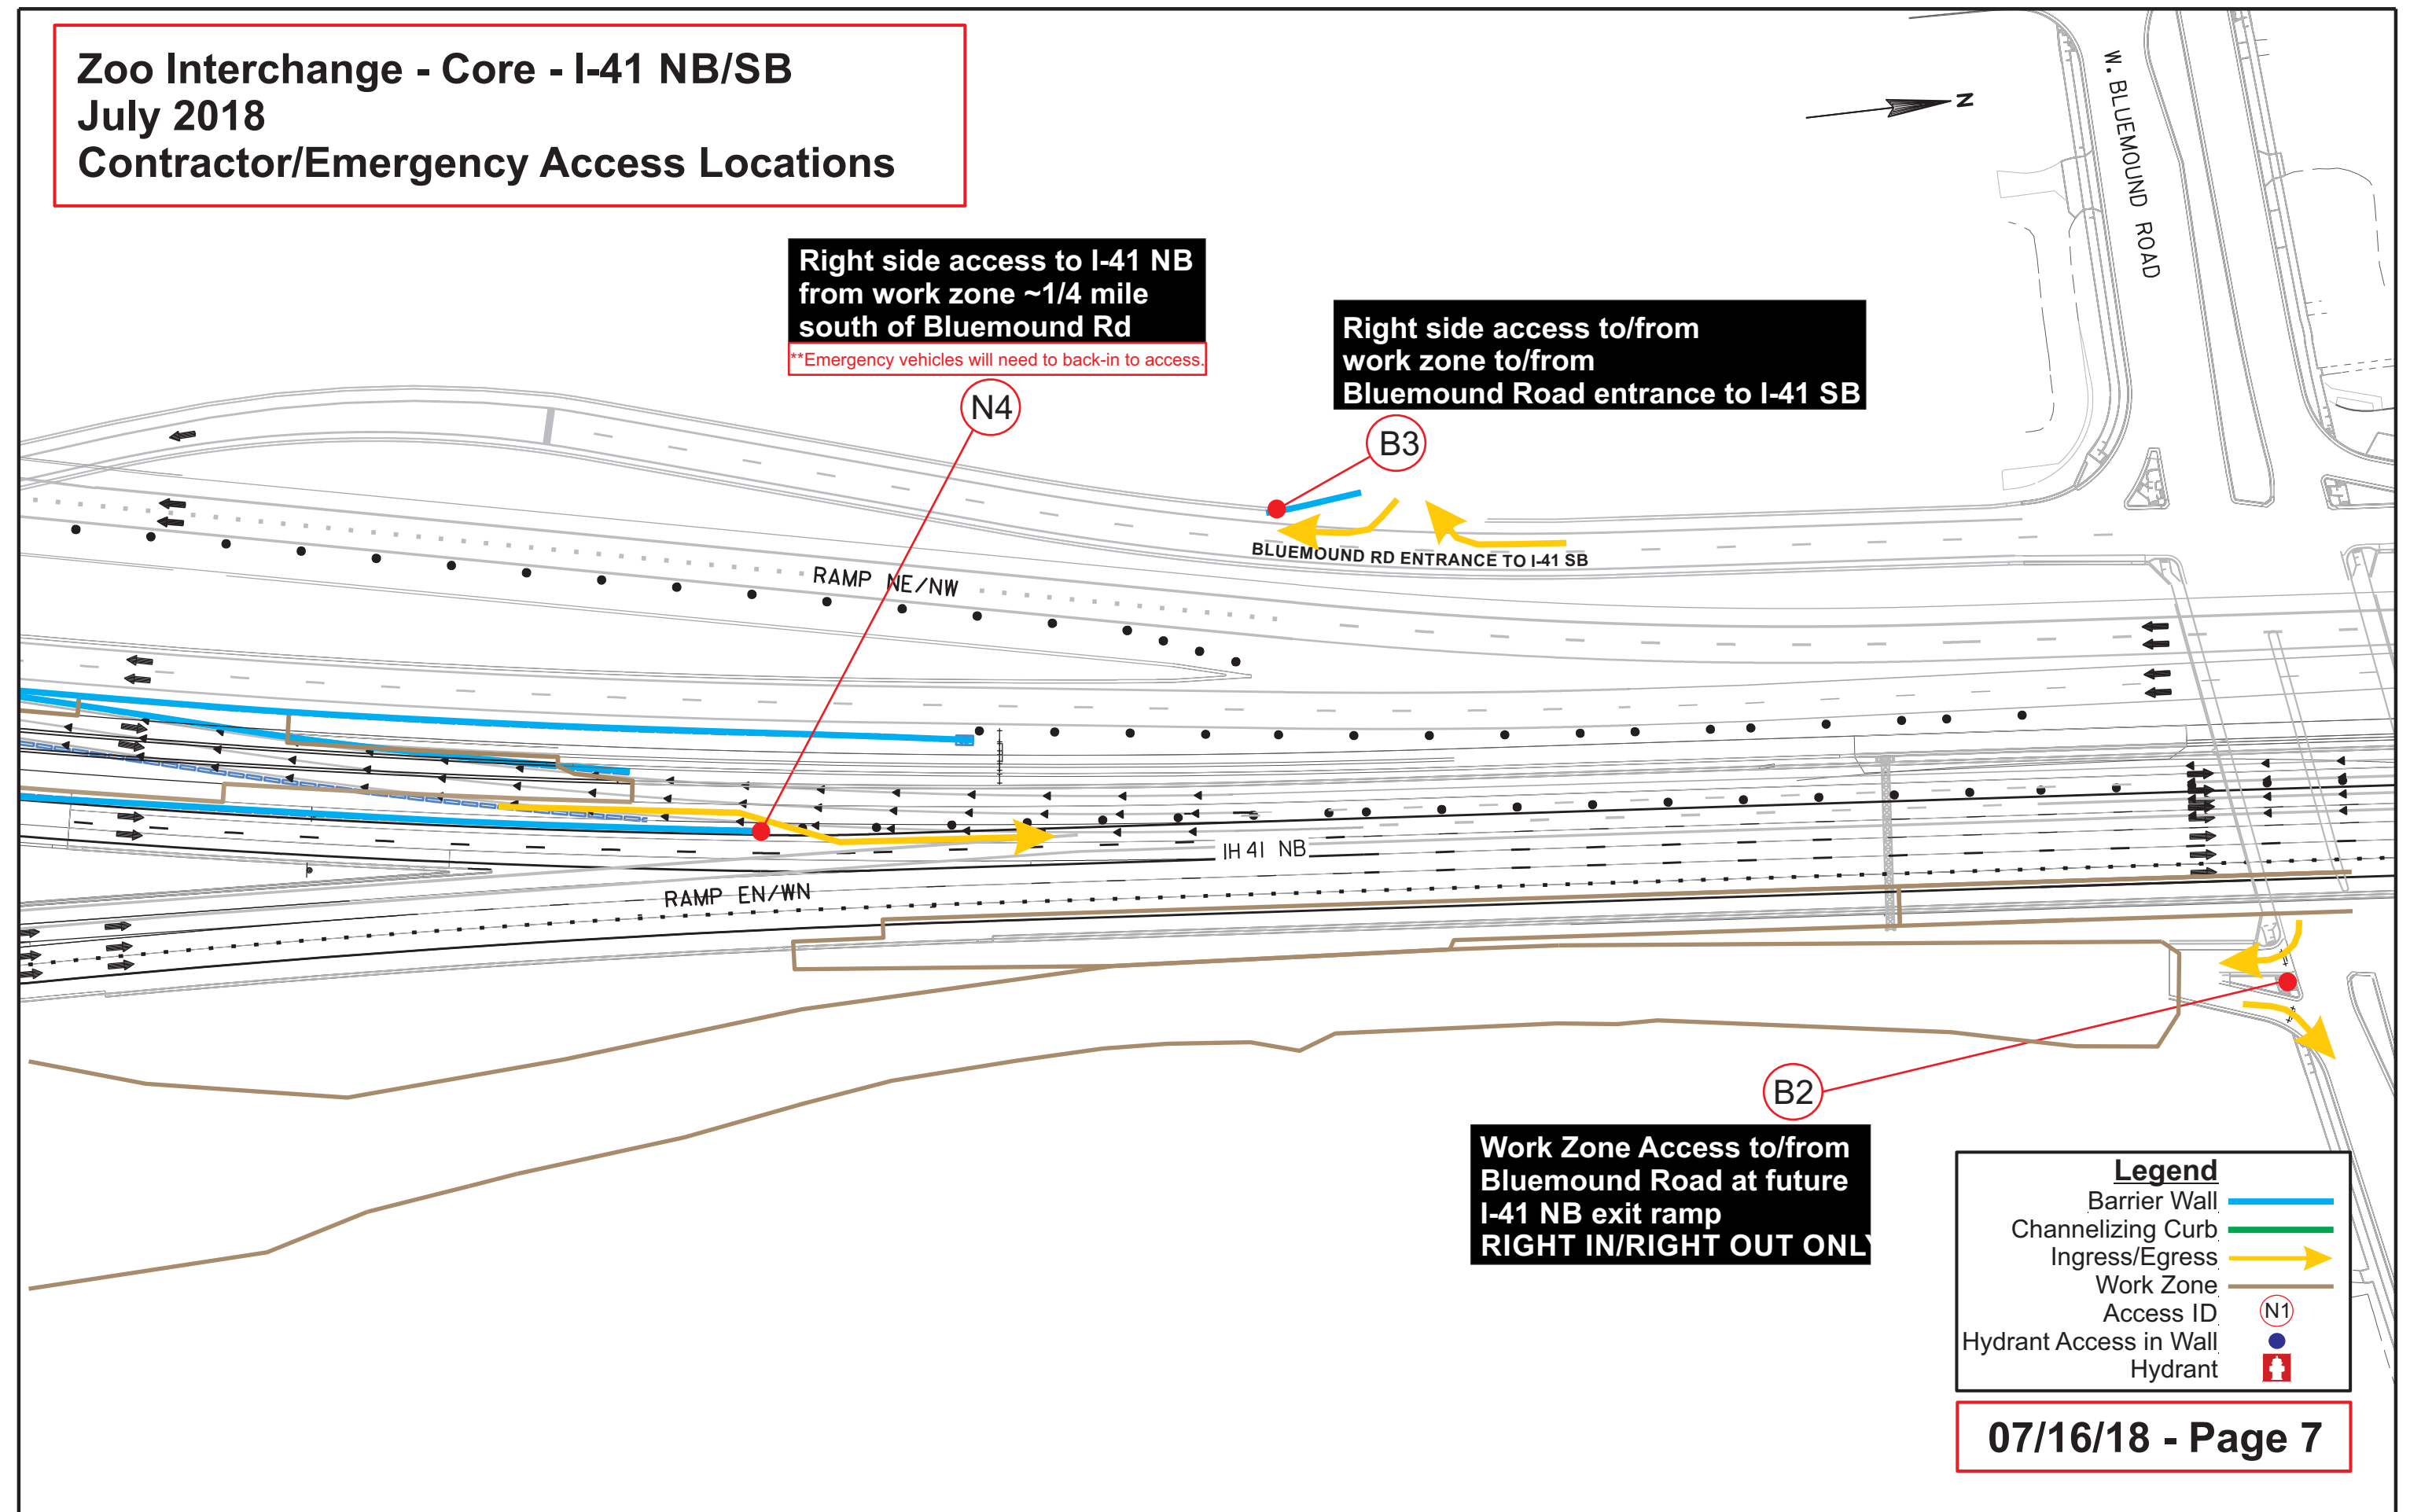 Zoo Interchange - Core - I-41 NB/SB
July 2018
Contractor/Emergency Access Locations
N
W. BLUEMOUND ROAD
Right side access to I-41 NB
from work zone ~1/4 mile
south of Bluemound Rd
**Emergency vehicles will need to back-in to access.
N4
Right side access to/from
work zone to/from
Bluemound Road entrance to I-41 SB
B3
BLUEMOUND RD ENTRANCE TO I-41 SB
RAMP NE/NW
IH 41 NB
RAMP EN/WN
B2
Work Zone Access to/from
Bluemound Road at future
I-41 NB exit ramp
RIGHT IN/RIGHT OUT ONLY
Legend
Barrier Wall
Channelizing Curb
Ingress/Egress
Work Zone
Access ID
N1
Hydrant Access in Wall
Hydrant
07/16/18 - Page 7